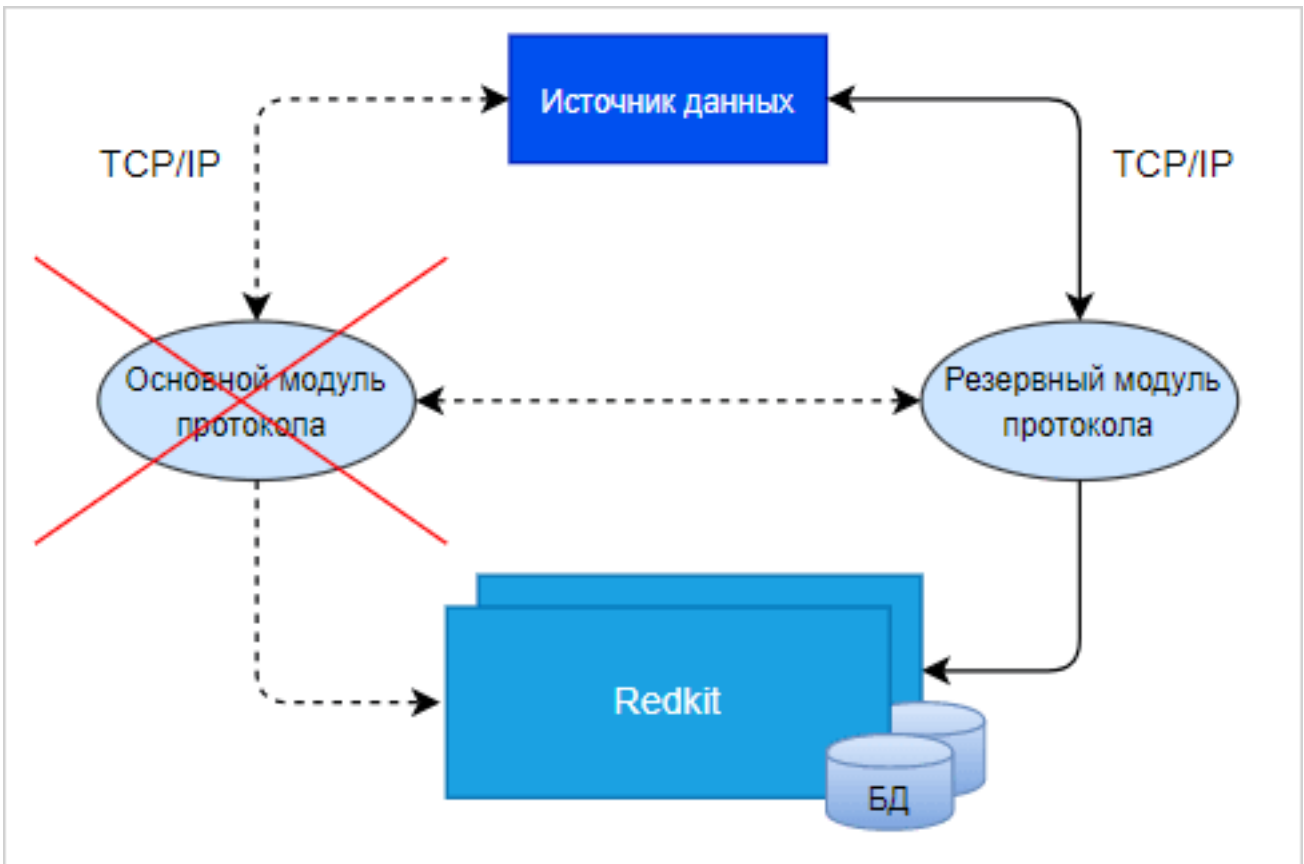 Источник данных
TCP/IP
TCP/IP
Основной модуль
протокола
Резервный модуль
протокола
Redkit
БД